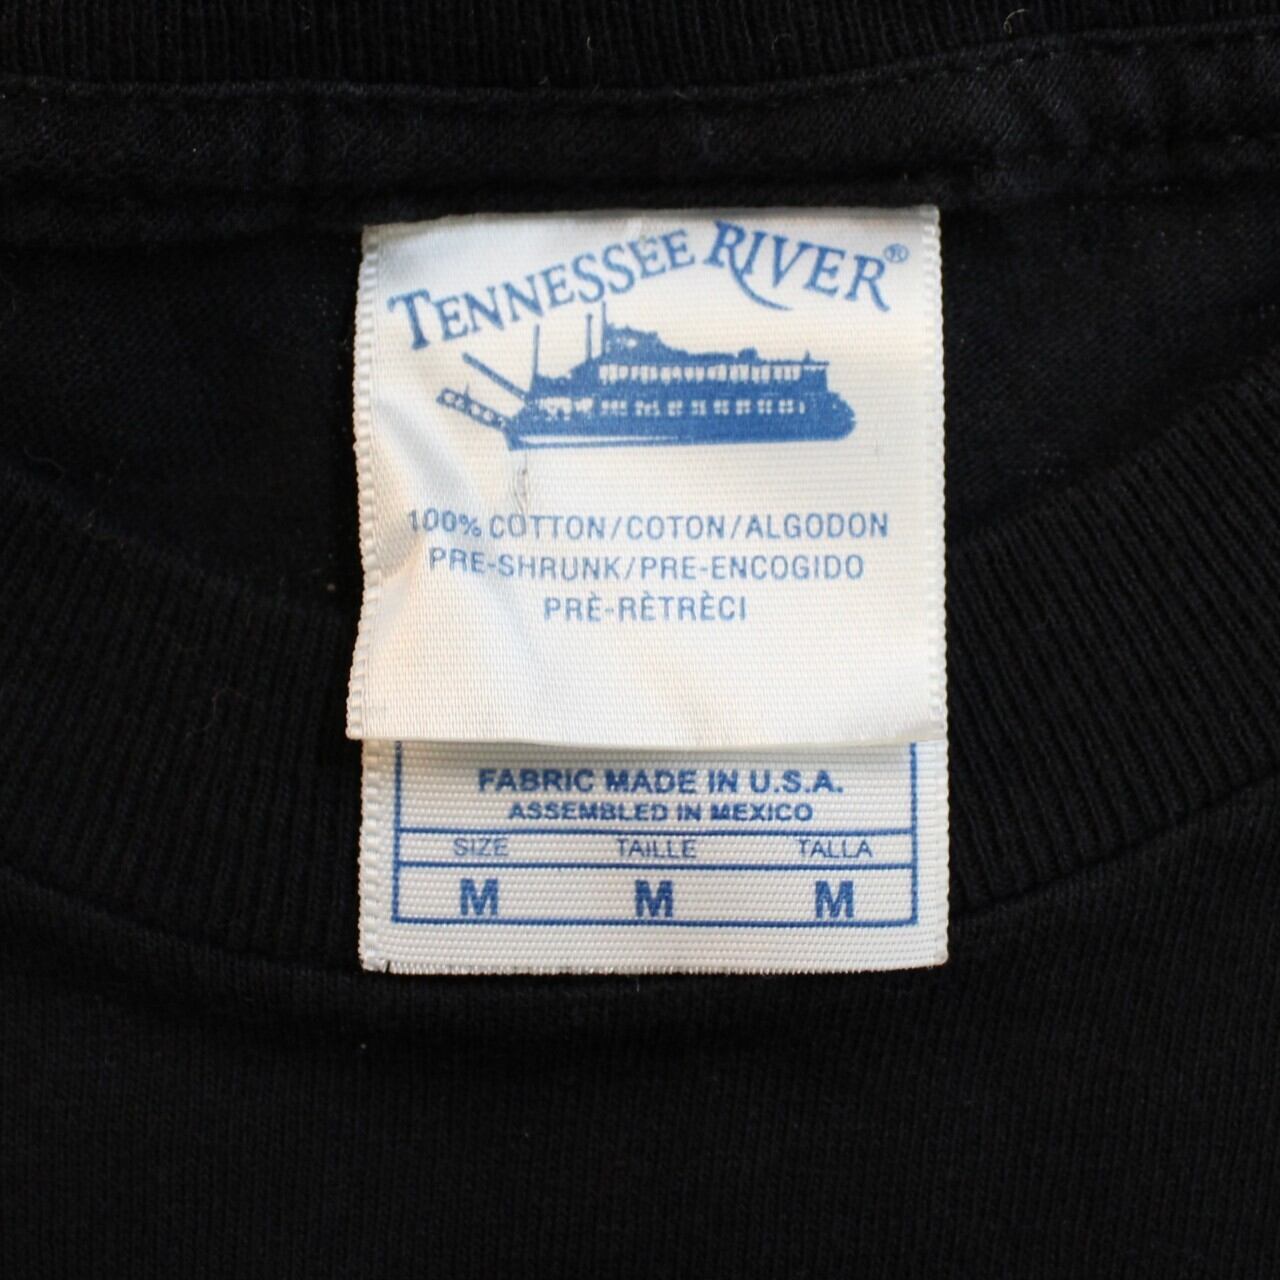 TENNESSEE RIVER®
100% COTTON/COTON/ALGODON
PRE-SHRUNK/PRE-ENCOGIDO
PRÈ-RÈTRÈCI
FABRIC MADE IN U.S.A.
ASSEMBLED IN MEXICO
SIZE TAILLE TALLA
M M M